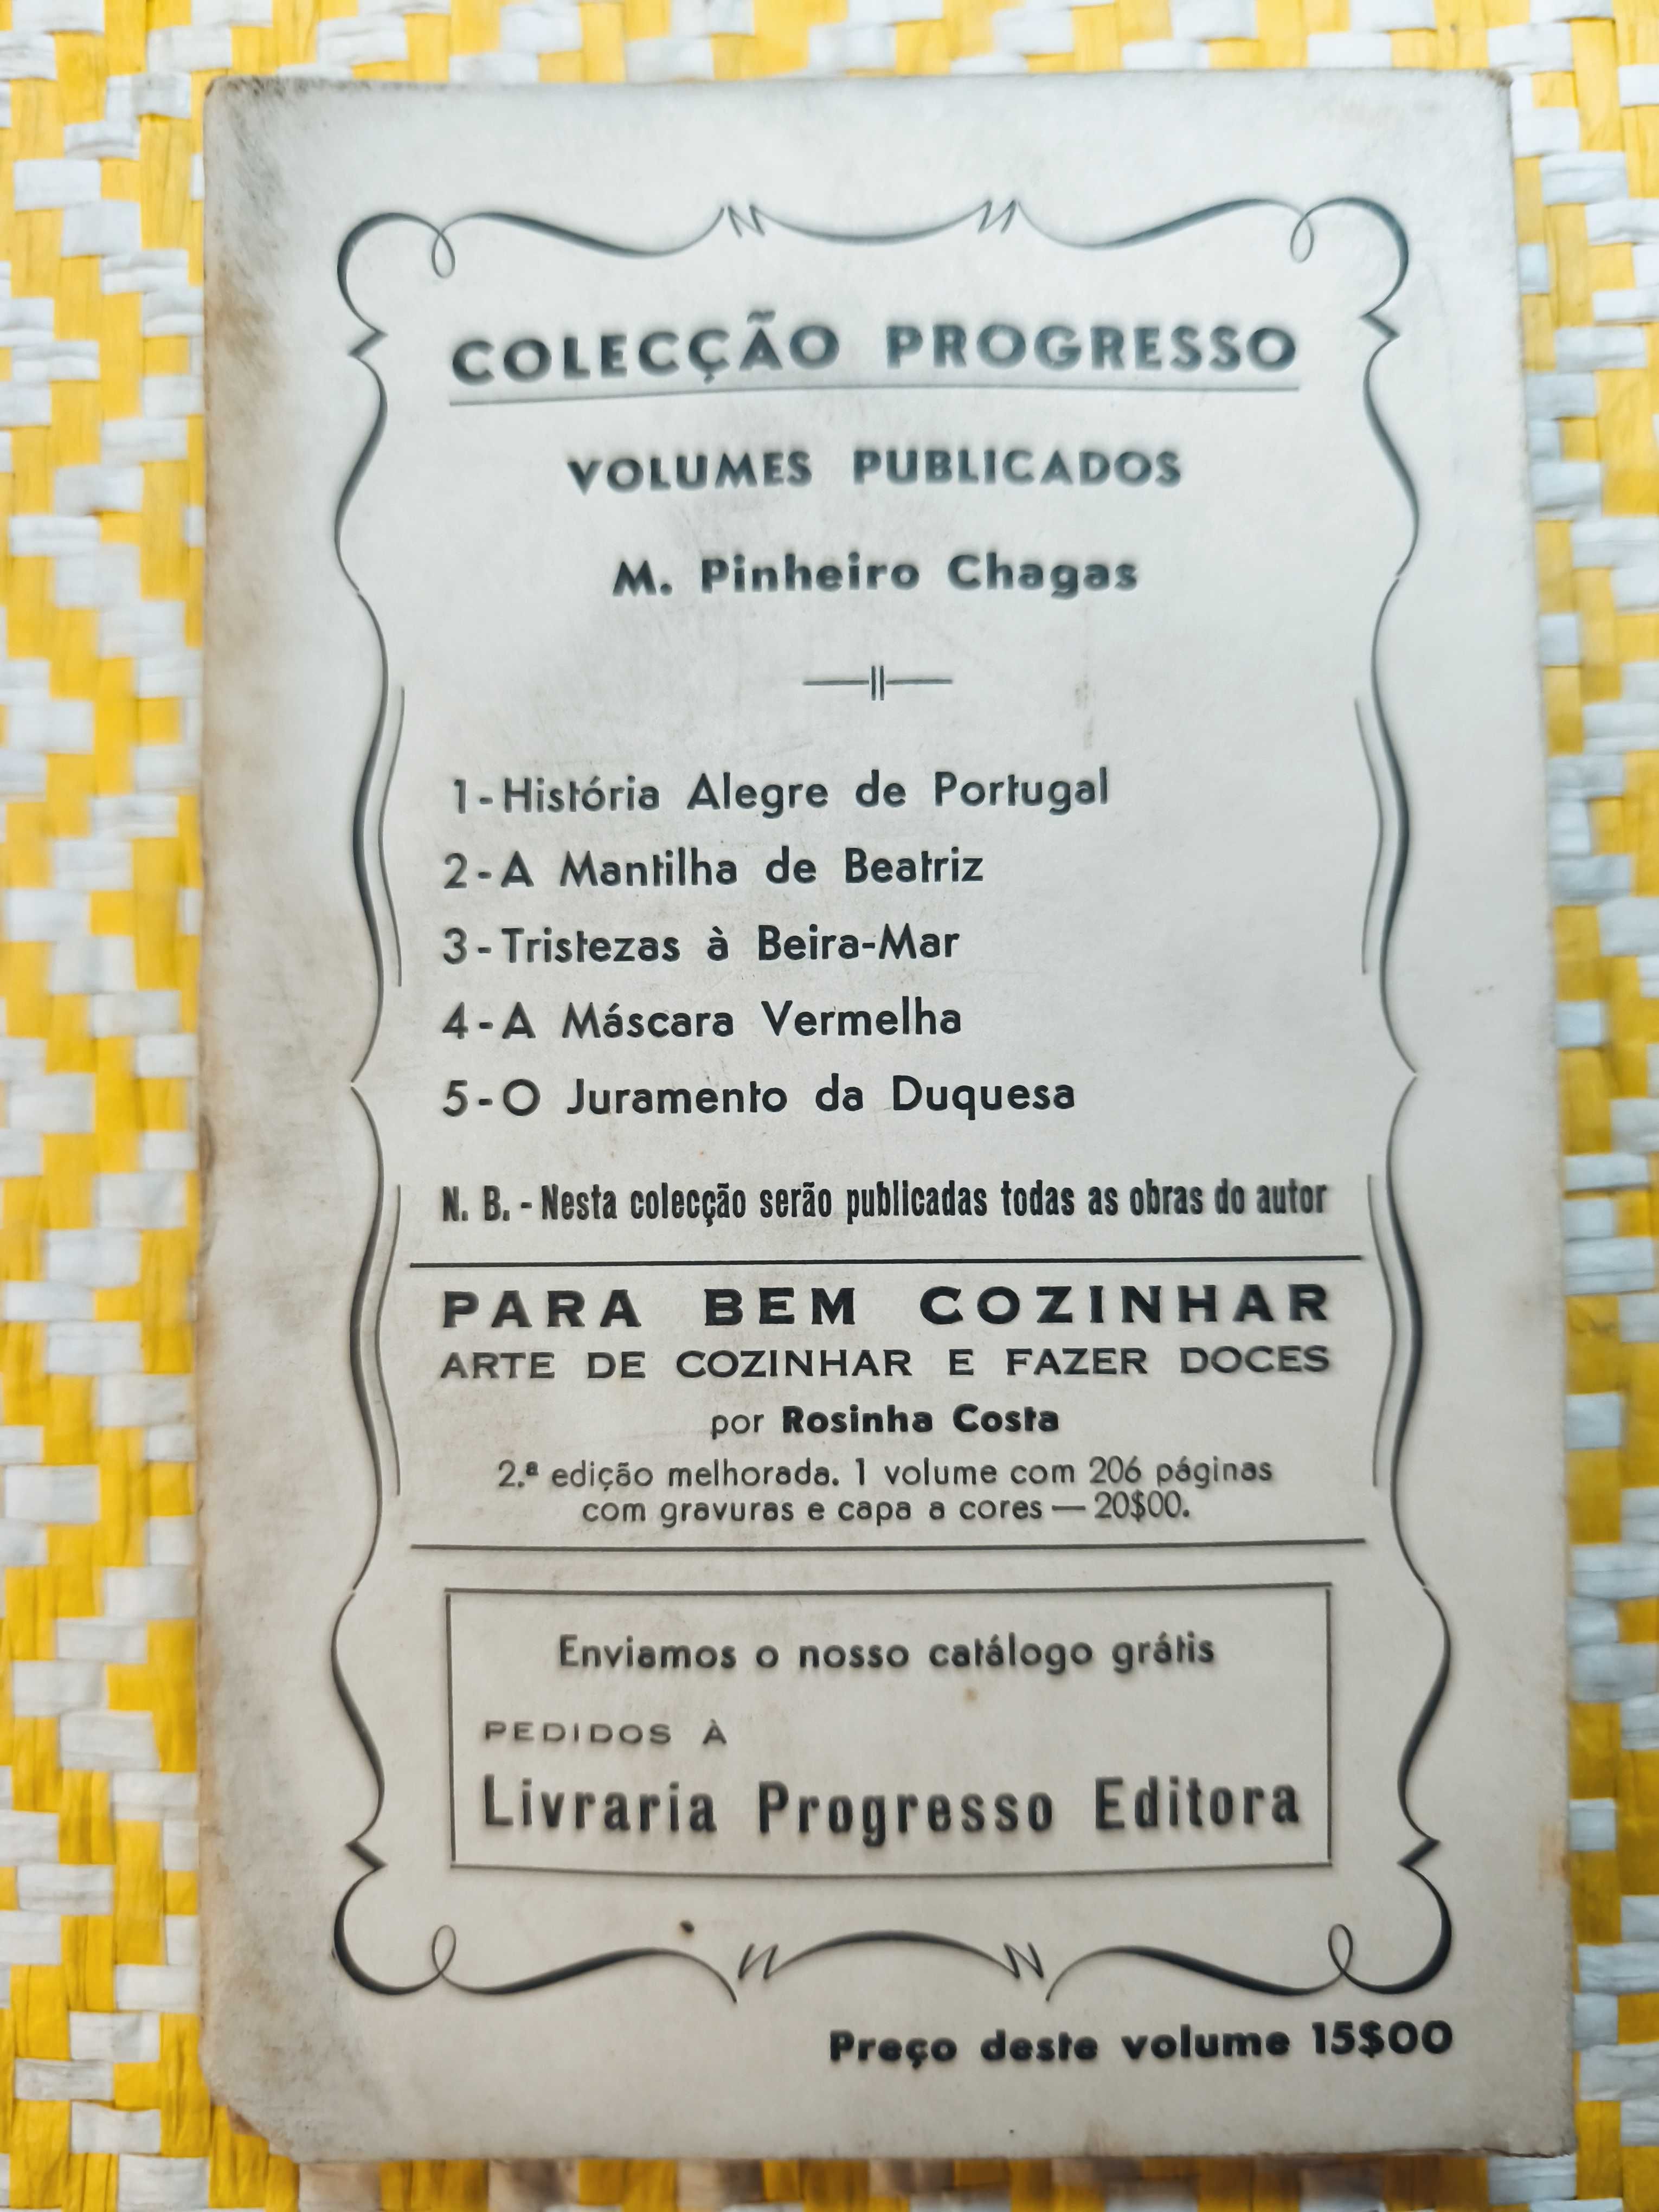 COLECÇÃO PROGRESSO
VOLUMES PUBLICADOS
M. Pinheiro Chagas
1-História Alegre de Portugal
2-A Mantilha de Beatriz
3-Tristezas à Beira-Mar
4-A Máscara Vermelha
5-O Juramento da Duquesa
N. B. - Nesta colecção serão publicadas todas as obras do autor
PARA BEM COZINHAR
ARTE DE COZINHAR E FAZER DOCES
por Rosinha Costa
2.ª edição melhorada. 1 volume com 206 páginas
com gravuras e capa a cores — 20$00.
Enviamos o nosso catálogo grátis
PEDIDOS À
Livraria Progresso Editora
Preço deste volume 15$00